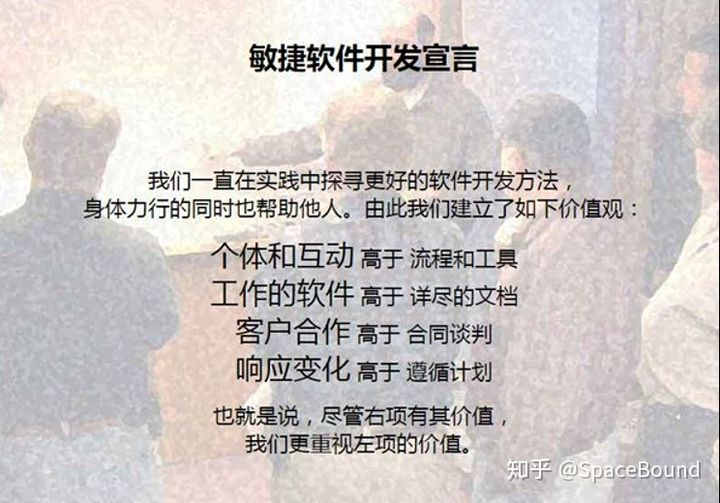 敏捷软件开发宣言
我们一直在实践中探寻更好的软件开发方法，
身体力行的同时也帮助他人。由此我们建立了如下价值观：
个体和互动 高于 流程和工具
工作的软件 高于 详尽的文档
客户合作 高于 合同谈判
响应变化 高于 遵循计划
也就是说，尽管右项有其价值，
我们更重视左项的价值。
知乎 @SpaceBound